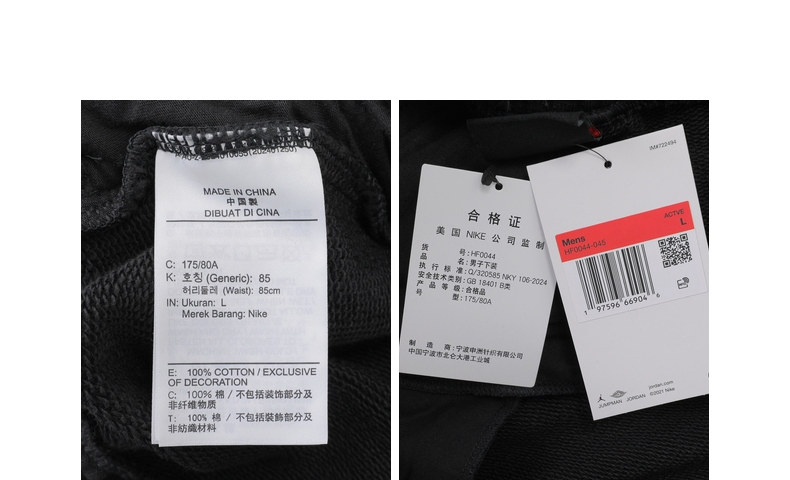 MADE IN CHINA
中国製
DIBUAT DI CINA
C: 175/80A
K: 호칭 (Generic): 85
허리둘레 (Waist): 85cm
IN: Ukuran: L
Merek Barang: Nike
E: 100% COTTON / EXCLUSIVE
OF DECORATION
C: 100% 棉 / 不包括装饰部分及
非纤维物质
T: 100% 棉 / 不包括裝飾部分及
非紡織材料
合格证
美国 NIKE 公司监制
货号: HF0044
品名: 男子下装
执行标准: Q/320585 NKY 106-2024
安全技术类别: GB 18401 B类
产品等级: 合格品
号型: 175/80A
制造商: 宁波申洲针织有限公司
中国宁波市北仑大港工业城
IM4722494
ACTVE
Mens L
HF0044-045
1 97596 66904 6
JUMPMAN JORDAN
jordan.com
©2021 Nike